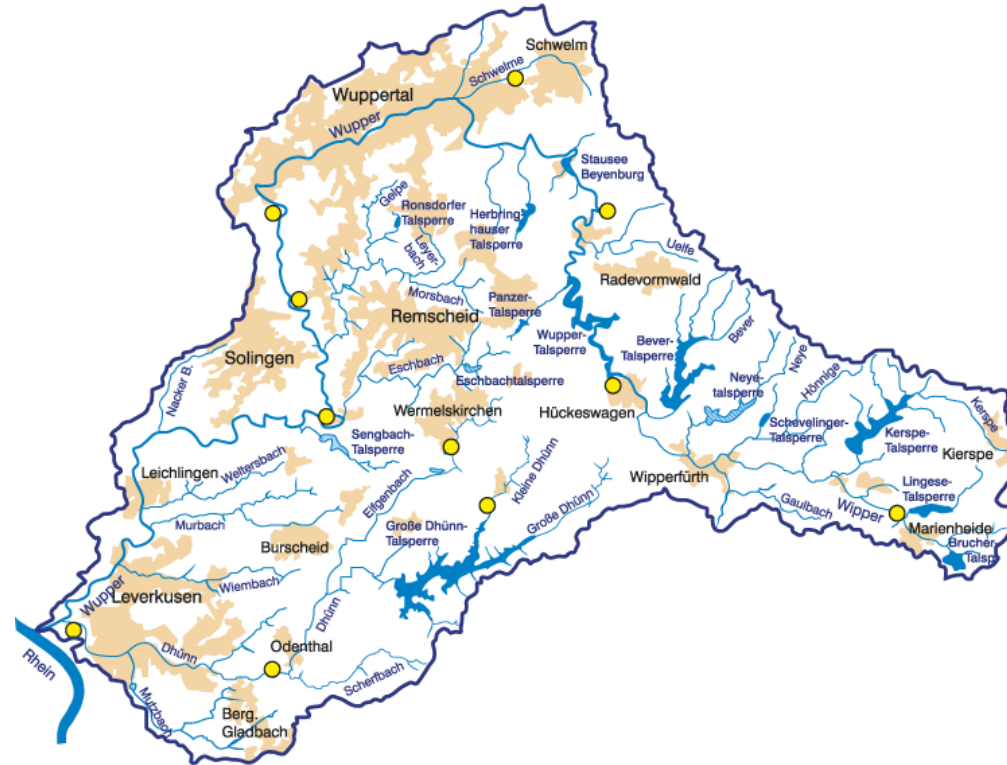 Schwelm
Schwelme
Wuppertal
Wupper
Stausee
Beyenburg
Gelpe
Ronsdorfer
Talsperre
Herbring-
hauser
Talsperre
Leyer-
bach
Uelfe
Radevormwald
Morsbach
Panzer-
Talsperre
Remscheid
Wupper-
Talsperre
Bever-
Talsperre
Bever
Neye
Hönnige
Solingen
Eschbach
Eschbachtalsperre
Neye-
talsperre
Nacker B.
Wermelskirchen
Hückeswagen
Schevelinger-
Talsperre
Kerspe
Kerspe-
Talsperre
Kierspe
Sengbach-
Talsperre
Leichlingen
Weltersbach
Eifgenbach
Kleine Dhünn
Wipperfürth
Lingese-
Talsperre
Gaulbach
Wipper
Murbach
Große Dhünn-
Talsperre
Große Dhünn
Marienheide
Brucher
Talsp.
Burscheid
Wiembach
Wupper
Leverkusen
Dhünn
Odenthal
Dhünn
Scherfbach
Rhein
Mutzbach
Berg.
Gladbach